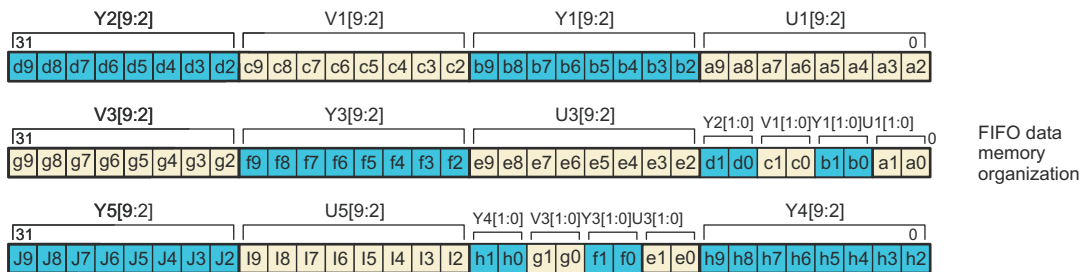 Y2[9:2] V1[9:2] Y1[9:2] U1[9:2]
31 0
d9 d8 d7 d6 d5 d4 d3 d2 c9 c8 c7 c6 c5 c4 c3 c2 b9 b8 b7 b6 b5 b4 b3 b2 a9 a8 a7 a6 a5 a4 a3 a2
V3[9:2] Y3[9:2] U3[9:2] Y2[1:0] V1[1:0] Y1[1:0] U1[1:0]
31 0
g9 g8 g7 g6 g5 g4 g3 g2 f9 f8 f7 f6 f5 f4 f3 f2 e9 e8 e7 e6 e5 e4 e3 e2 d1 d0 c1 c0 b1 b0 a1 a0
FIFO data
memory
organization
Y5[9:2] U5[9:2] Y4[1:0] V3[1:0] Y3[1:0] U3[1:0] Y4[9:2]
31 0
J9 J8 J7 J6 J5 J4 J3 J2 I9 I8 I7 I6 I5 I4 I3 I2 h1 h0 g1 g0 f1 f0 e1 e0 h9 h8 h7 h6 h5 h4 h3 h2